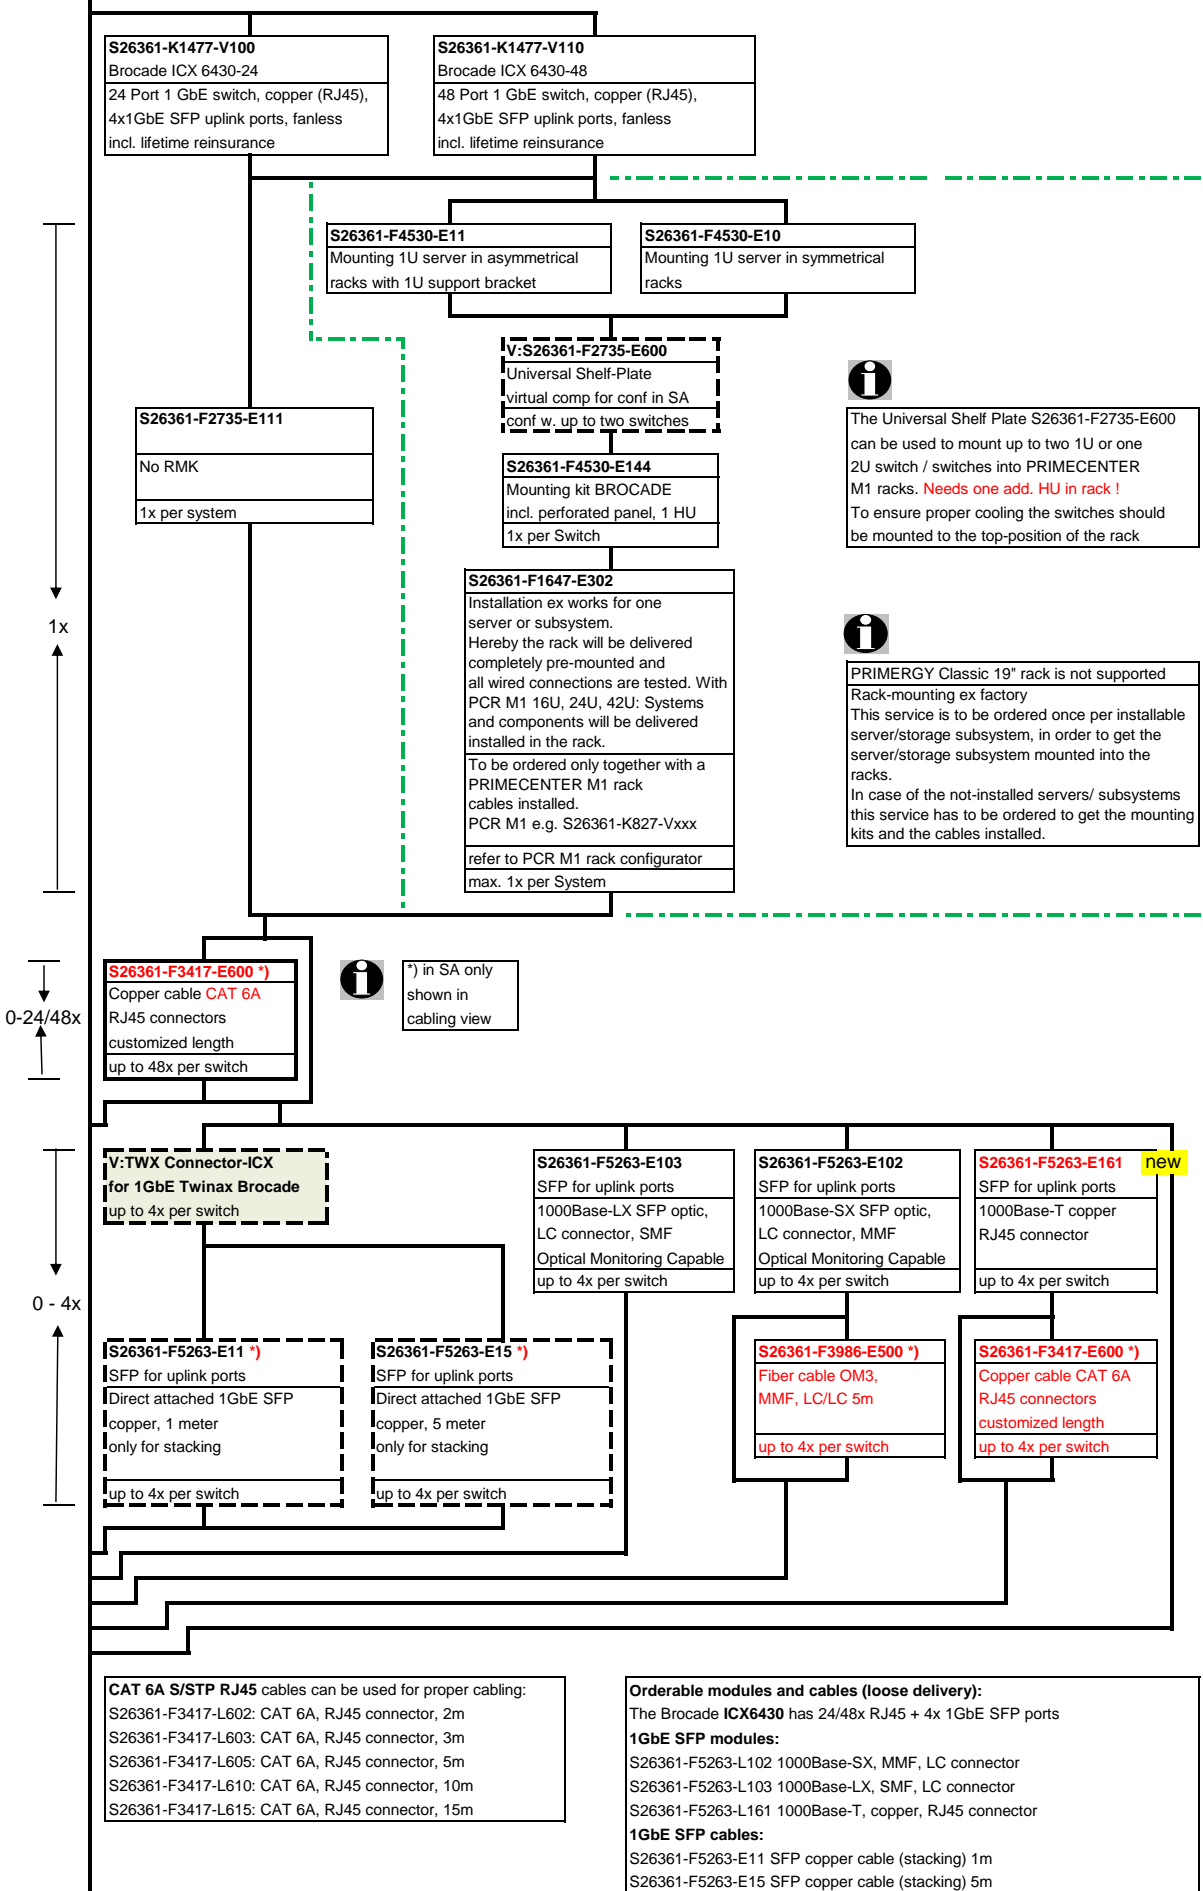 S26361-K1477-V100
Brocade ICX 6430-24
24 Port 1 GbE switch, copper (RJ45),
4x1GbE SFP uplink ports, fanless
incl. lifetime reinsurance
S26361-K1477-V110
Brocade ICX 6430-48
48 Port 1 GbE switch, copper (RJ45),
4x1GbE SFP uplink ports, fanless
incl. lifetime reinsurance
S26361-F4530-E11
Mounting 1U server in asymmetrical
racks with 1U support bracket
S26361-F4530-E10
Mounting 1U server in symmetrical
racks
V:S26361-F2735-E600
Universal Shelf-Plate
virtual comp for conf in SA
conf w. up to two switches
S26361-F2735-E111
No RMK
1x per system
S26361-F4530-E144
Mounting kit BROCADE
incl. perforated panel, 1 HU
1x per Switch
The Universal Shelf Plate S26361-F2735-E600
can be used to mount up to two 1U or one
2U switch / switches into PRIMECENTER
M1 racks. Needs one add. HU in rack !
To ensure proper cooling the switches should
be mounted to the top-position of the rack
1x
S26361-F1647-E302
Installation ex works for one
server or subsystem.
Hereby the rack will be delivered
completely pre-mounted and
all wired connections are tested. With
PCR M1 16U, 24U, 42U: Systems
and components will be delivered
installed in the rack.
To be ordered only together with a
PRIMECENTER M1 rack
cables installed.
PCR M1 e.g. S26361-K827-Vxxx
refer to PCR M1 rack configurator
max. 1x per System
PRIMERGY Classic 19" rack is not supported
Rack-mounting ex factory
This service is to be ordered once per installable
server/storage subsystem, in order to get the
server/storage subsystem mounted into the
racks.
In case of the not-installed servers/ subsystems
this service has to be ordered to get the mounting
kits and the cables installed.
0-24/48x
S26361-F3417-E600 *)
Copper cable CAT 6A
RJ45 connectors
customized length
up to 48x per switch
*) in SA only
shown in
cabling view
0 - 4x
V:TWX Connector-ICX
for 1GbE Twinax Brocade
up to 4x per switch
S26361-F5263-E103
SFP for uplink ports
1000Base-LX SFP optic,
LC connector, SMF
Optical Monitoring Capable
up to 4x per switch
S26361-F5263-E102
SFP for uplink ports
1000Base-SX SFP optic,
LC connector, MMF
Optical Monitoring Capable
up to 4x per switch
S26361-F5263-E161
new
SFP for uplink ports
1000Base-T copper
RJ45 connector
up to 4x per switch
S26361-F5263-E11 *)
SFP for uplink ports
Direct attached 1GbE SFP
copper, 1 meter
only for stacking
up to 4x per switch
S26361-F5263-E15 *)
SFP for uplink ports
Direct attached 1GbE SFP
copper, 5 meter
only for stacking
up to 4x per switch
S26361-F3986-E500 *)
Fiber cable OM3,
MMF, LC/LC 5m
up to 4x per switch
S26361-F3417-E600 *)
Copper cable CAT 6A
RJ45 connectors
customized length
up to 4x per switch
CAT 6A S/STP RJ45 cables can be used for proper cabling:
S26361-F3417-L602: CAT 6A, RJ45 connector, 2m
S26361-F3417-L603: CAT 6A, RJ45 connector, 3m
S26361-F3417-L605: CAT 6A, RJ45 connector, 5m
S26361-F3417-L610: CAT 6A, RJ45 connector, 10m
S26361-F3417-L615: CAT 6A, RJ45 connector, 15m
Orderable modules and cables (loose delivery):
The Brocade ICX6430 has 24/48x RJ45 + 4x 1GbE SFP ports
1GbE SFP modules:
S26361-F5263-L102 1000Base-SX, MMF, LC connector
S26361-F5263-L103 1000Base-LX, SMF, LC connector
S26361-F5263-L161 1000Base-T, copper, RJ45 connector
1GbE SFP cables:
S26361-F5263-E11 SFP copper cable (stacking) 1m
S26361-F5263-E15 SFP copper cable (stacking) 5m